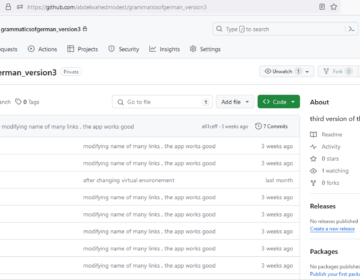 https://github.com/abdelwahedmodest/grammaticsofgerman_version3
grammaticsofgerman_version3
Type / to search
equests Actions Projects Security Insights Settings
erman_version3 Private
Unwatch 1 Fork 0
anch 0 Tags
Go to file t Add file Code
About
modifying name of many links , the app works good
3 weeks ago 7 Commits
third version of th
modifying name of many links , the app works good 3 weeks ago
modifying name of many links , the app works good 3 weeks ago
after changing virtual environement last month
modifying name of many links , the app works good 3 weeks ago
modifying name of many links , the app works good 3 weeks ago
modifying name of many links , the app works good 3 weeks ago
modifying name of many links , the app works good 3 weeks ago
modifying name of many links , the app works good 3 weeks ago
Readme
Activity
0 stars
1 watching
0 forks
Releases
No releases published
Create a new release
Packages
No packages published
Publish your first pack